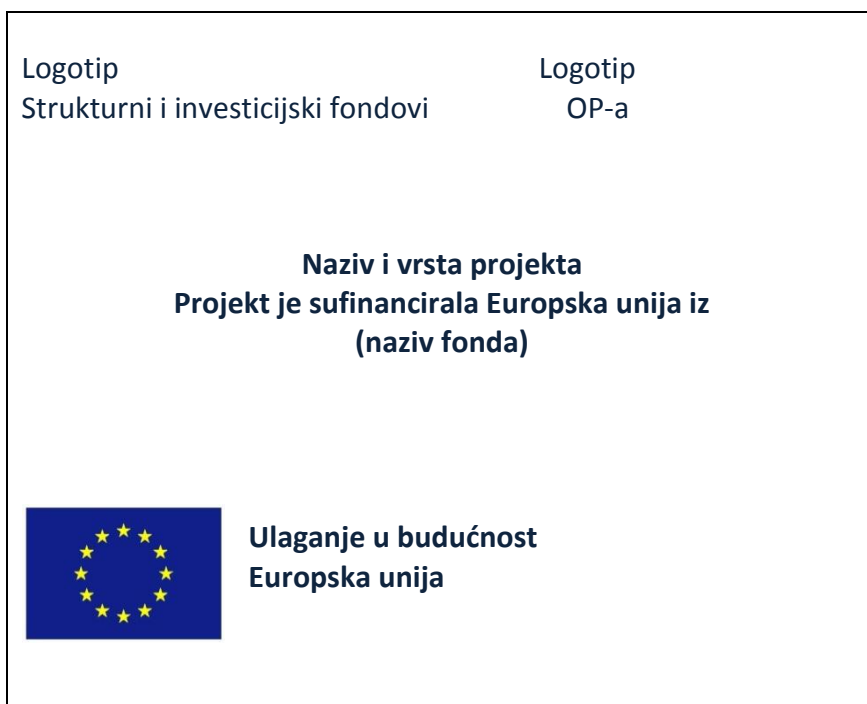 Logotip Logotip
Strukturni i investicijski fondovi OP-a
Naziv i vrsta projekta
Projekt je sufinancirala Europska unija iz
(naziv fonda)
Ulaganje u budućnost
Europska unija